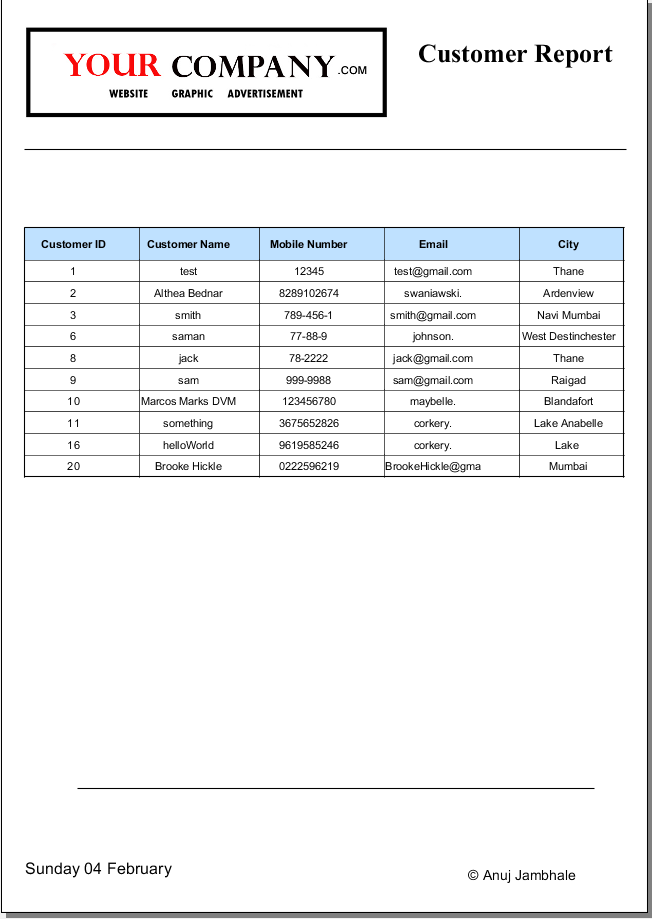 YOUR COMPANY.COM
WEBSITE GRAPHIC ADVERTISEMENT
Customer Report
Customer ID Customer Name Mobile Number Email City
1 test 12345 test@gmail.com Thane
2 Althea Bednar 8289102674 swaniawski. Ardenview
3 smith 789-456-1 smith@gmail.com Navi Mumbai
6 saman 77-88-9 johnson. West Destinchester
8 jack 78-2222 jack@gmail.com Thane
9 sam 999-9988 sam@gmail.com Raigad
10 Marcos Marks DVM 123456780 maybelle. Blandafort
11 something 3675652826 corkery. Lake Anabelle
16 helloWorld 9619585246 corkery. Lake
20 Brooke Hickle 0222596219 BrookeHickle@gma Mumbai
Sunday 04 February
© Anuj Jambhale